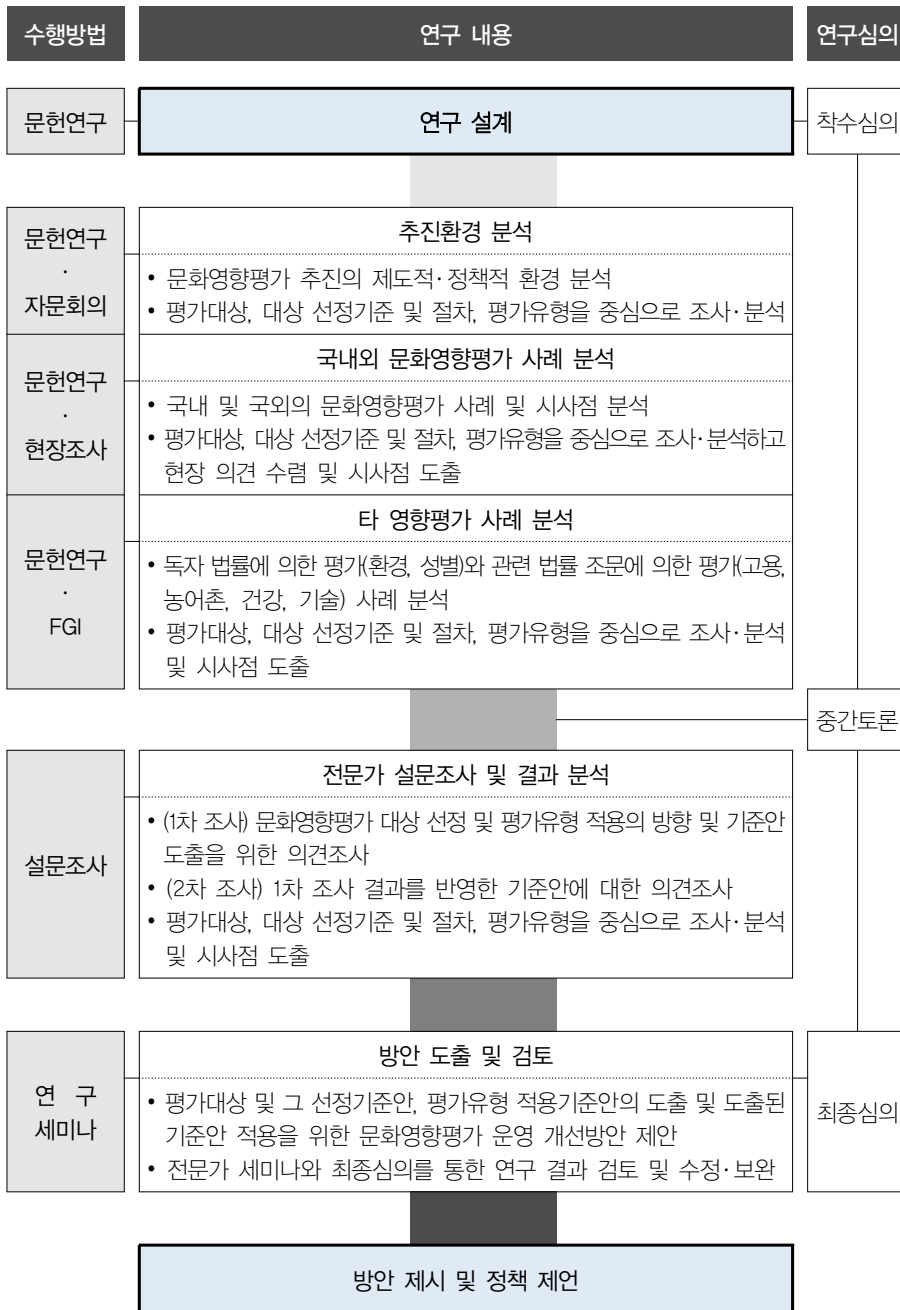 수행방법
연구 내용
연구심의
문헌연구
연구 설계
착수심의
문헌연구
·
자문회의
추진환경 분석
• 문화영향평가 추진의 제도적·정책적 환경 분석
• 평가대상, 대상 선정기준 및 절차, 평가유형을 중심으로 조사·분석
문헌연구
·
현장조사
국내외 문화영향평가 사례 분석
• 국내 및 국외의 문화영향평가 사례 및 시사점 분석
• 평가대상, 대상 선정기준 및 절차, 평가유형을 중심으로 조사·분석하고
현장 의견 수렴 및 시사점 도출
문헌연구
·
FGI
타 영향평가 사례 분석
• 독자 법률에 의한 평가(환경, 성별)와 관련 법률 조문에 의한 평가(고용,
농어촌, 건강, 기술) 사례 분석
• 평가대상, 대상 선정기준 및 절차, 평가유형을 중심으로 조사·분석
및 시사점 도출
중간토론
설문조사
전문가 설문조사 및 결과 분석
• (1차 조사) 문화영향평가 대상 선정 및 평가유형 적용의 방향 및 기준안
도출을 위한 의견조사
• (2차 조사) 1차 조사 결과를 반영한 기준안에 대한 의견조사
• 평가대상, 대상 선정기준 및 절차, 평가유형을 중심으로 조사·분석
및 시사점 도출
연 구
세미나
방안 도출 및 검토
• 평가대상 및 그 선정기준안, 평가유형 적용기준안의 도출 및 도출된
기준안 적용을 위한 문화영향평가 운영 개선방안 제안
• 전문가 세미나와 최종심의를 통한 연구 결과 검토 및 수정·보완
최종심의
방안 제시 및 정책 제언